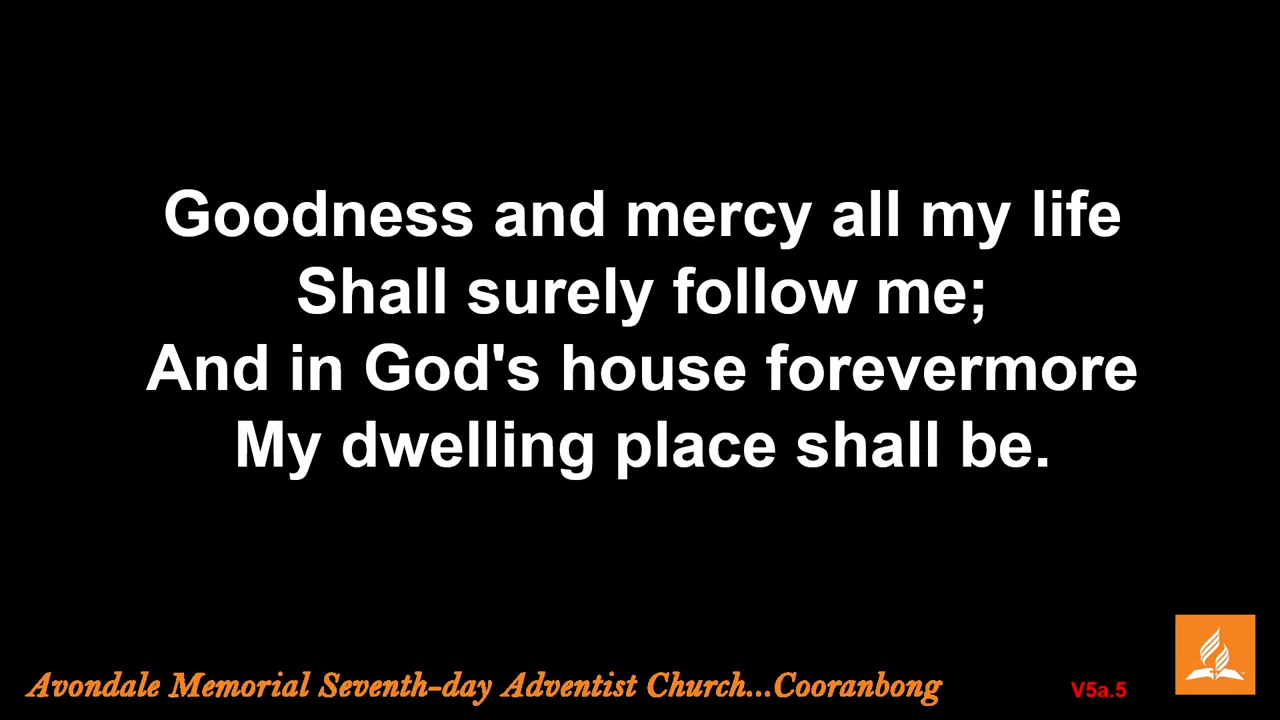 Goodness and mercy all my life
Shall surely follow me;
And in God's house forevermore
My dwelling place shall be.
Avondale Memorial Seventh-day Adventist Church...Cooranbong
V5a.5